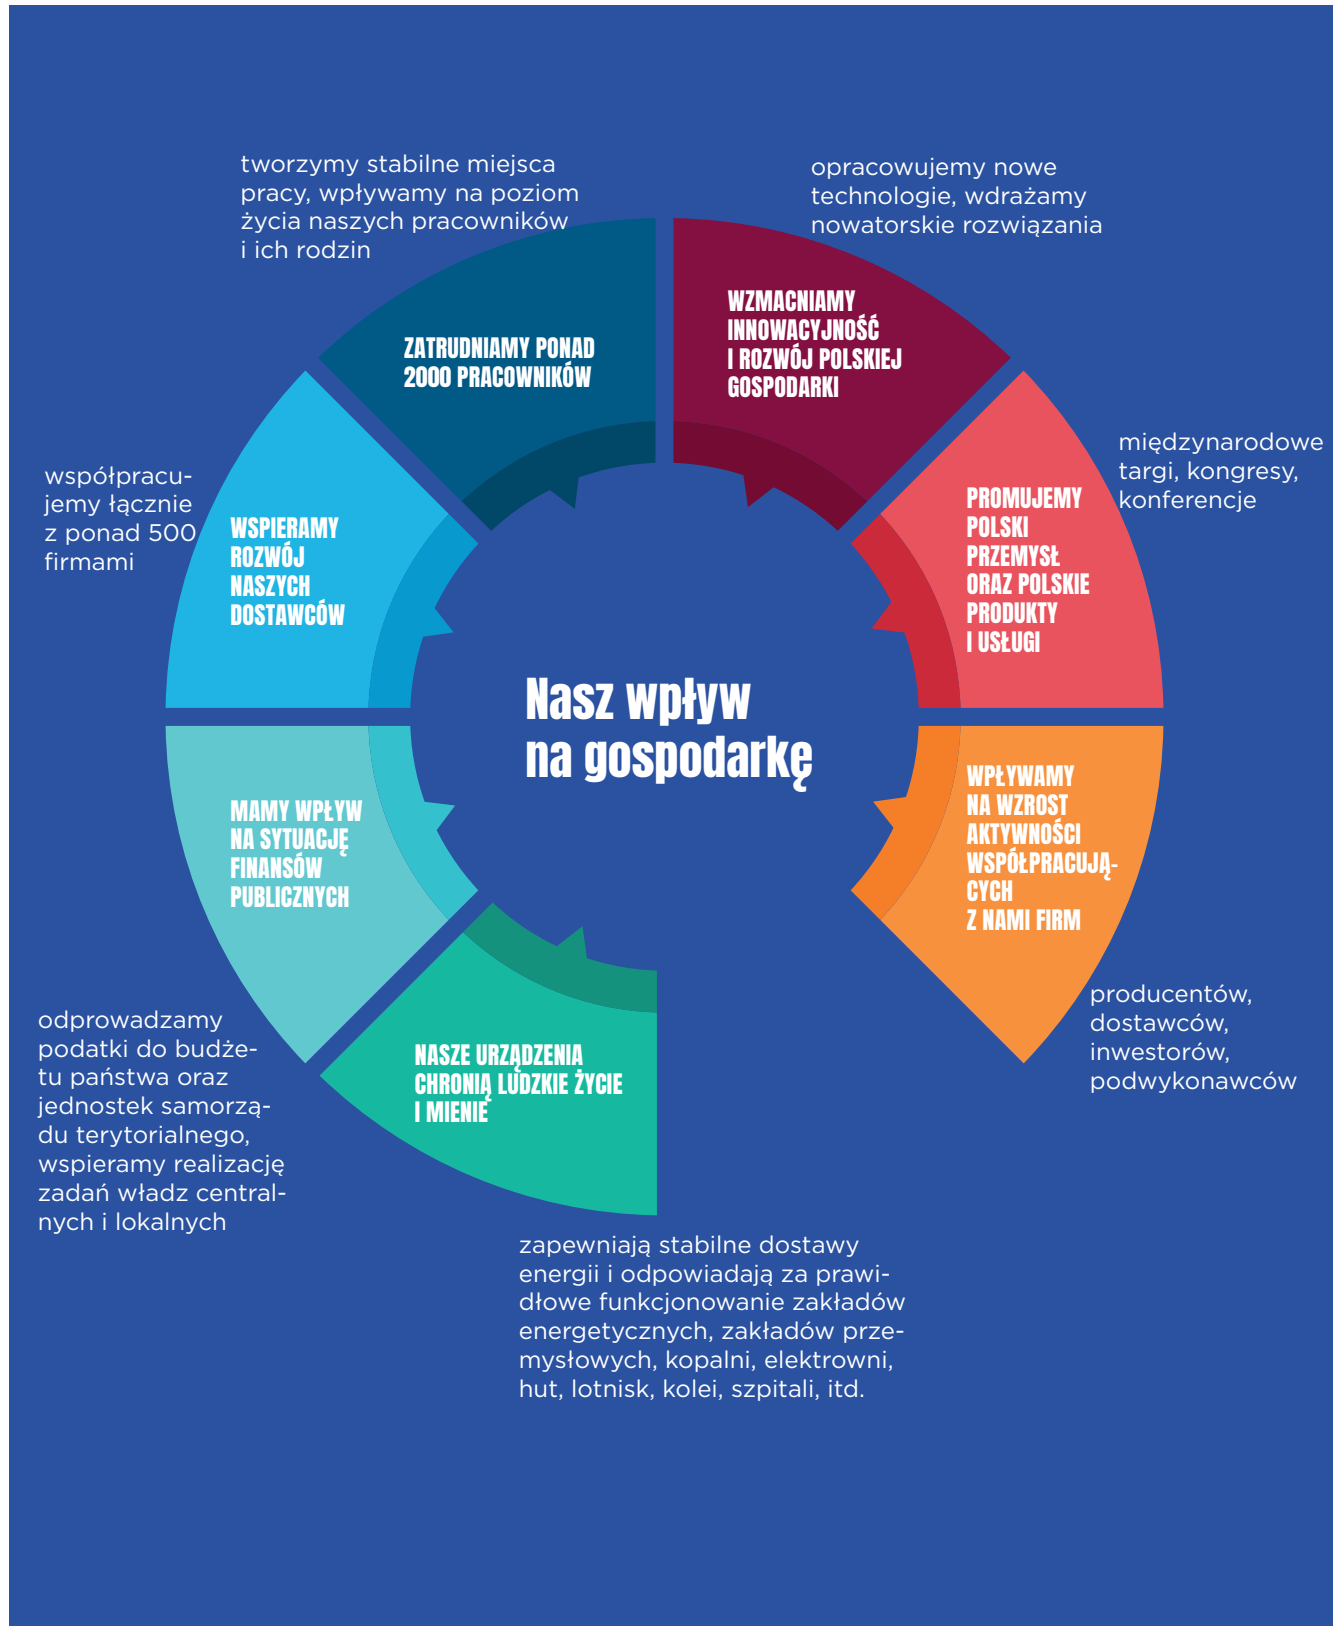 tworzymy stabilne miejsca
pracy, wpływamy na poziom
życia naszych pracowników
i ich rodzin
ZATRUDNIAMY PONAD
2000 PRACOWNIKÓW
opracowujemy nowe
technologie, wdrażamy
nowatorskie rozwiązania
WZMACNIAMY
INNOWACYJNOŚĆ
I ROZWÓJ POLSKIEJ
GOSPODARKI
międzynarodowe
targi, kongresy,
konferencje
PROMUJEMY
POLSKI
PRZEMYSŁ
ORAZ POLSKIE
PRODUKTY
I USŁUGI
współpracu-
jemy łącznie
z ponad 500
firmami
WSPIERAMY
ROZWÓJ
NASZYCH
DOSTAWCÓW
Nasz wpływ
na gospodarkę
WPŁYWAMY
NA WZROST
AKTYWNOŚCI
WSPÓŁPRACUJĄ-
CYCH
Z NAMI FIRM
producentów,
dostawców,
inwestorów,
podwykonawców
MAMY WPŁYW
NA SYTUACJĘ
FINANSÓW
PUBLICZNYCH
odprowadzamy
podatki do budże-
tu państwa oraz
jednostek samorzą-
du terytorialnego,
wspieramy realizację
zadań władz central-
nych i lokalnych
NASZE URZĄDZENIA
CHRONIĄ LUDZKIE ŻYCIE
I MIENIE
zapewniają stabilne dostawy
energii i odpowiadają za prawi-
dłowe funkcjonowanie zakładów
energetycznych, zakładów prze-
mysłowych, kopalni, elektrowni,
hut, lotnisk, kolei, szpitali, itd.